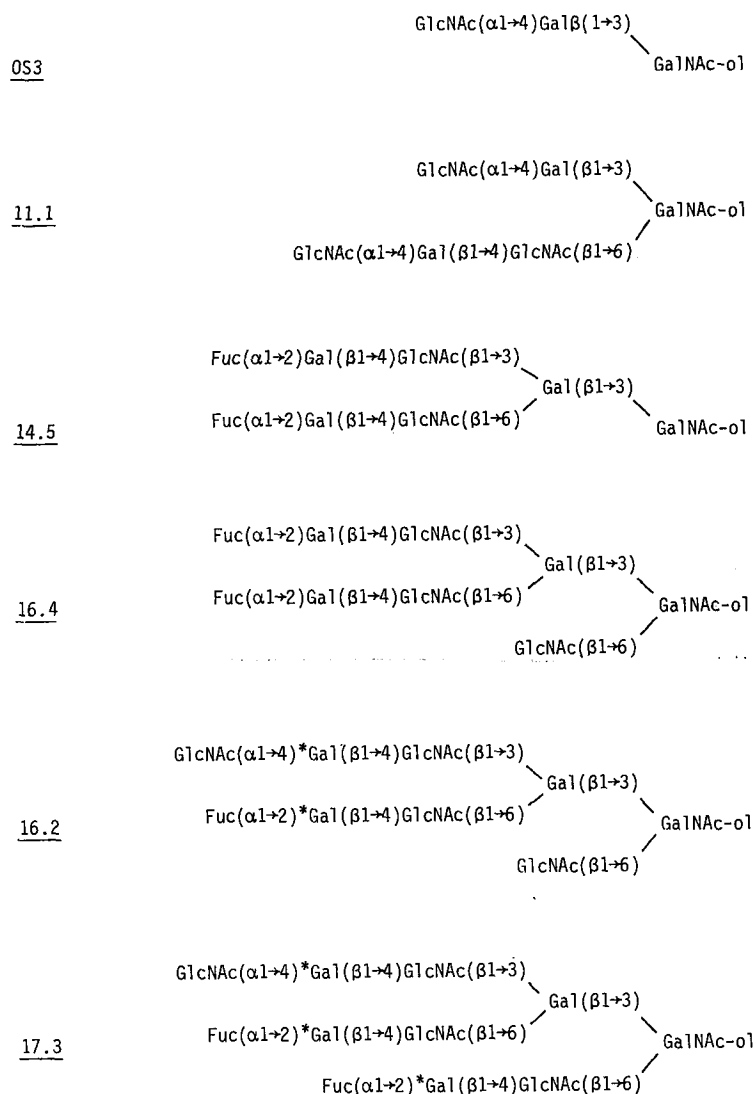 GlcNAc(α1→4)Galβ(1→3)
OS3
GalNAc-ol
GlcNAc(α1→4)Gal(β1→3)
11.1
GalNAc-ol
GlcNAc(α1→4)Gal(β1→4)GlcNAc(β1→6)
Fuc(α1→2)Gal(β1→4)GlcNAc(β1→3)
Gal(β1→3)
14.5
Fuc(α1→2)Gal(β1→4)GlcNAc(β1→6)
GalNAc-ol
Fuc(α1→2)Gal(β1→4)GlcNAc(β1→3)
Gal(β1→3)
16.4
Fuc(α1→2)Gal(β1→4)GlcNAc(β1→6)
GalNAc-ol
GlcNAc(β1→6)
GlcNAc(α1→4)*Gal(β1→4)GlcNAc(β1→3)
Gal(β1→3)
16.2
Fuc(α1→2)*Gal(β1→4)GlcNAc(β1→6)
GalNAc-ol
GlcNAc(β1→6)
GlcNAc(α1→4)*Gal(β1→4)GlcNAc(β1→3)
Gal(β1→3)
17.3
Fuc(α1→2)*Gal(β1→4)GlcNAc(β1→6)
GalNAc-ol
Fuc(α1→2)*Gal(β1→4)GlcNAc(β1→6)